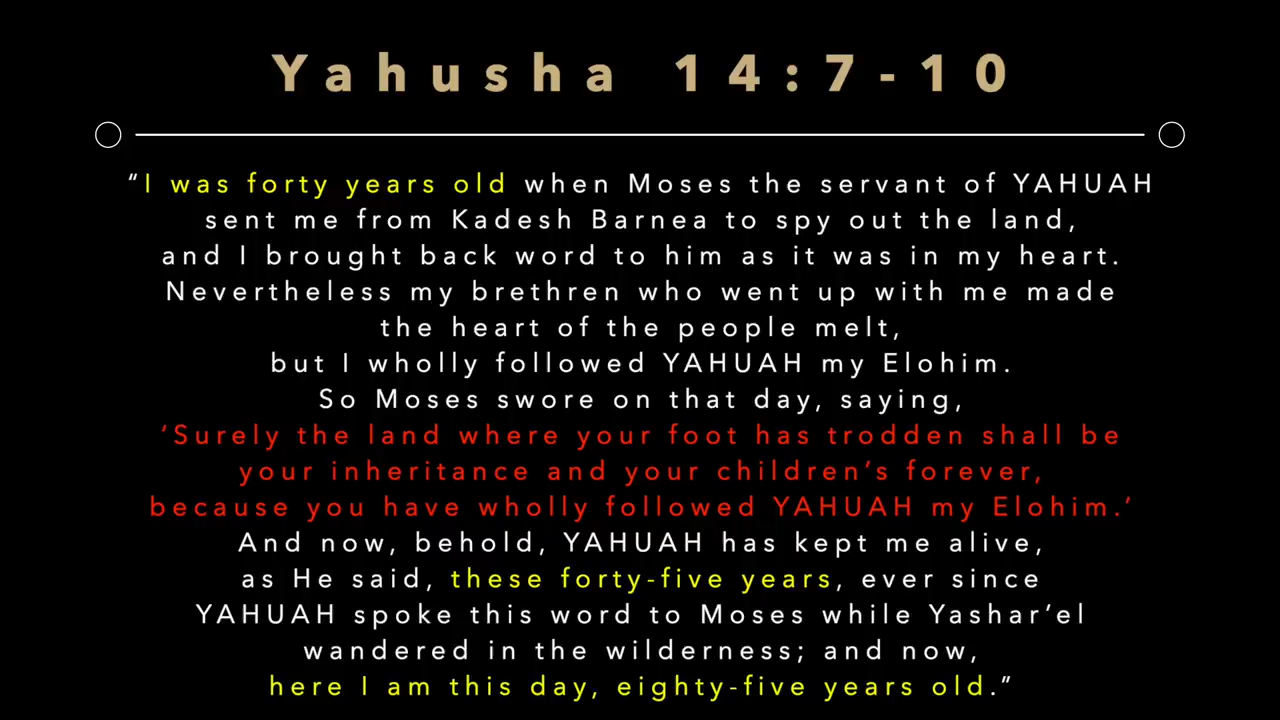 Yahusha 14:7-10
“I was forty years old when Moses the servant of YAHUAH
sent me from Kadesh Barnea to spy out the land,
and I brought back word to him as it was in my heart.
Nevertheless my brethren who went up with me made
the heart of the people melt,
but I wholly followed YAHUAH my Elohim.
So Moses swore on that day, saying,
‘Surely the land where your foot has trodden shall be
your inheritance and your children’s forever,
because you have wholly followed YAHUAH my Elohim.’
And now, behold, YAHUAH has kept me alive,
as He said, these forty-five years, ever since
YAHUAH spoke this word to Moses while Yashar’el
wandered in the wilderness; and now,
here I am this day, eighty-five years old.”